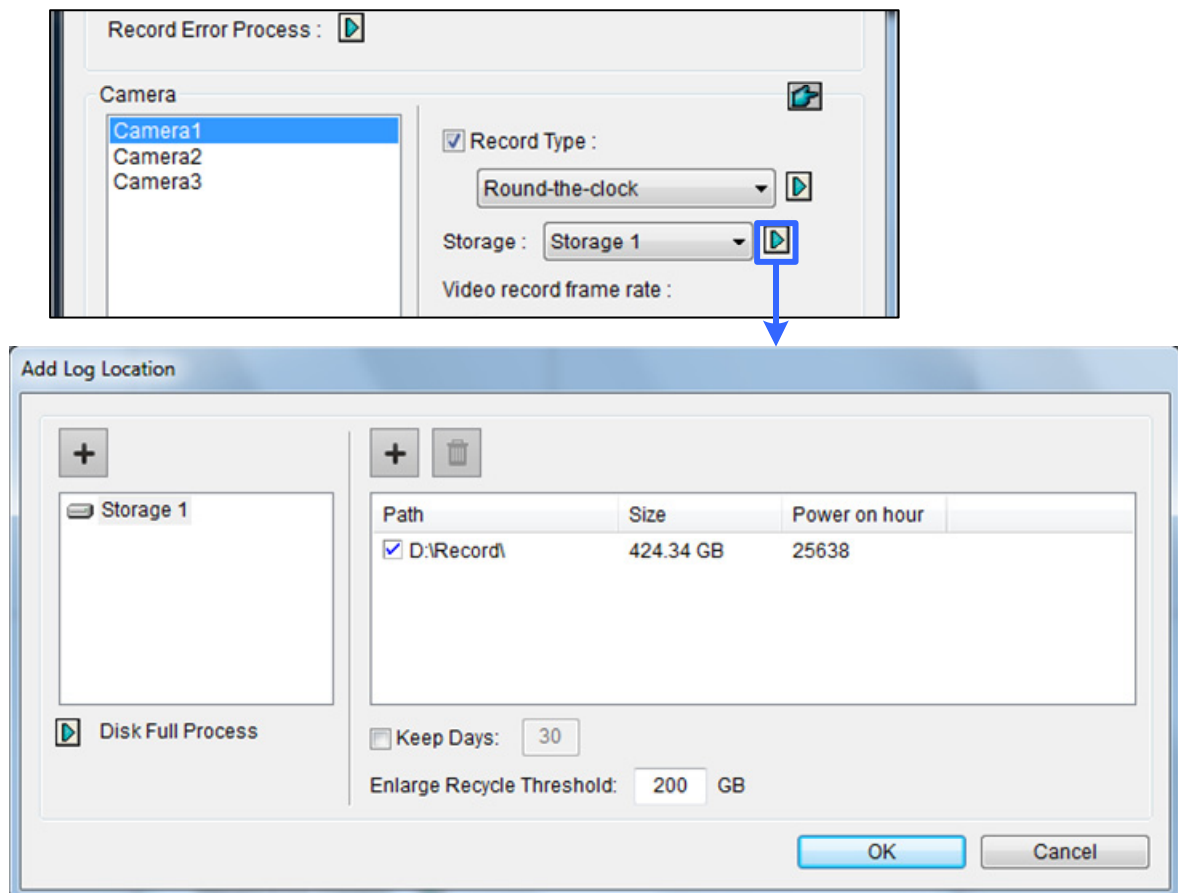 Record Error Process :
Camera
Camera1
Camera2
Camera3
Record Type :
Round-the-clock
Storage : Storage 1
Video record frame rate :
Add Log Location
Storage 1
Disk Full Process
Path Size Power on hour
D:\Record\ 424.34 GB 25638
Keep Days: 30
Enlarge Recycle Threshold: 200 GB
OK Cancel